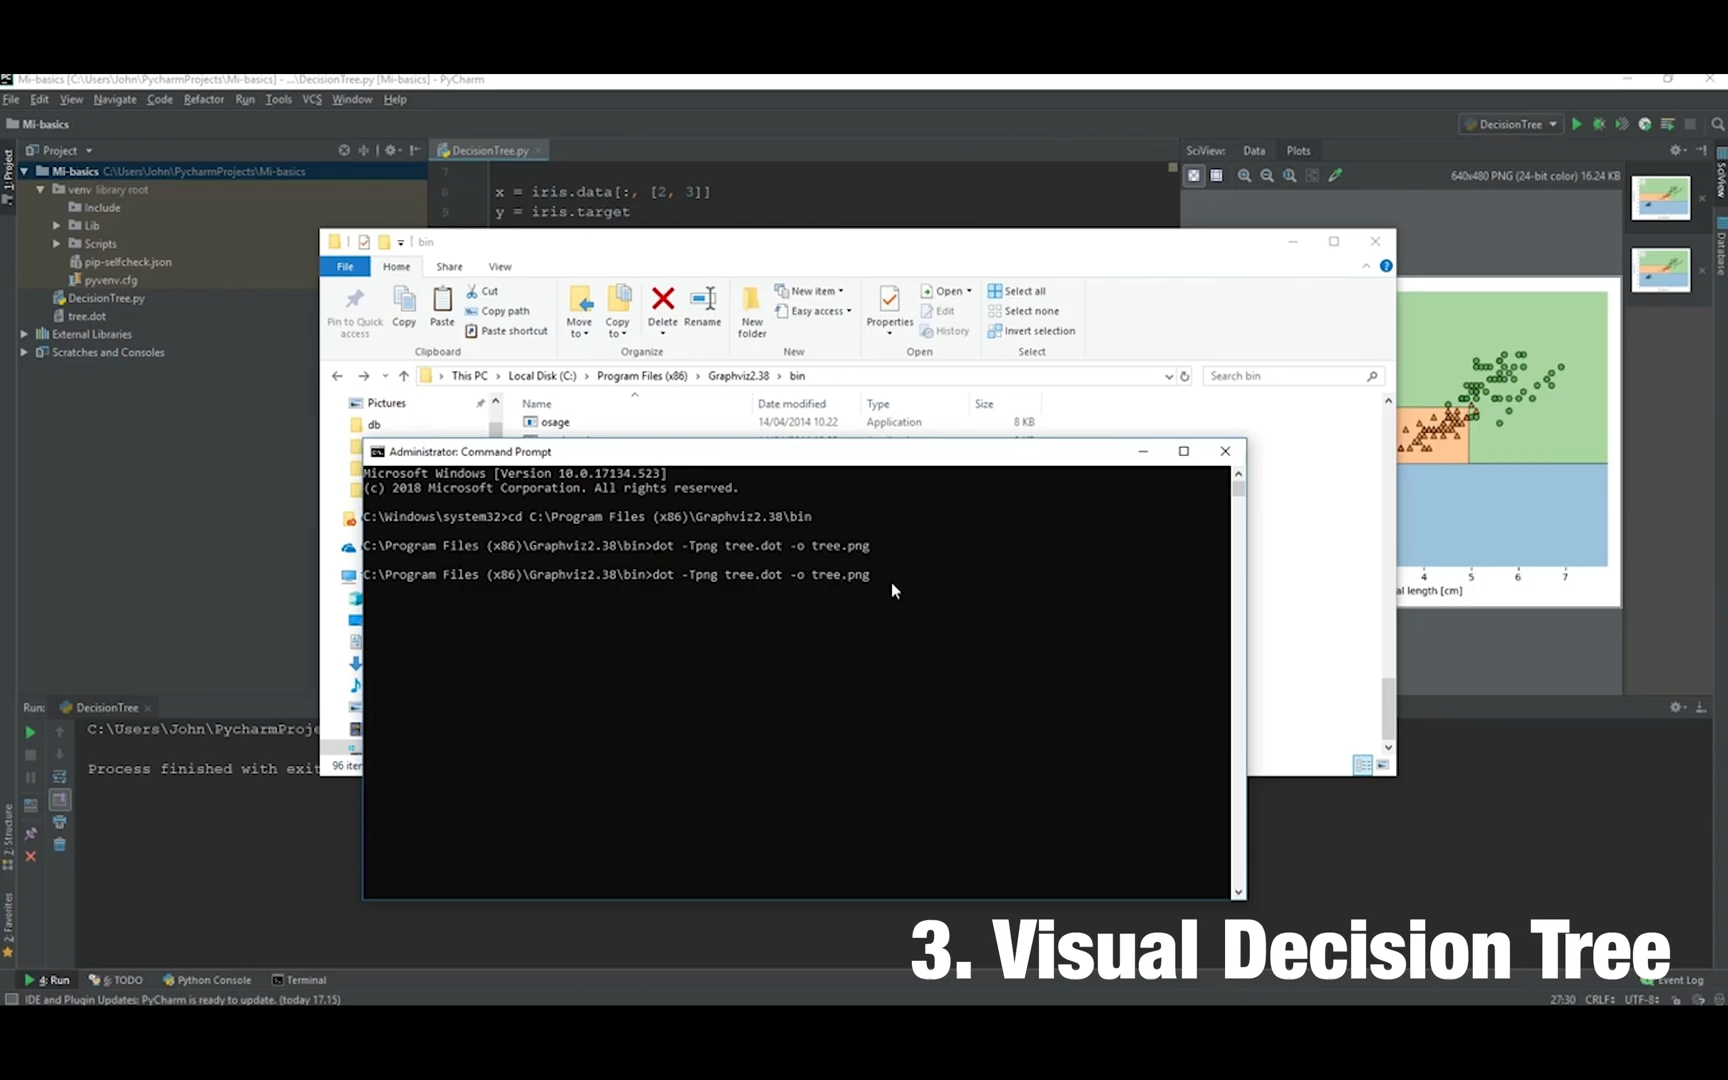 Mi-basics [C:\Users\John\PycharmProjects\Mi-basics] - ...\DecisionTree.py [Mi-basics] - PyCharm
File Edit View Navigate Code Refactor Run Tools VCS Window Help
Mi-basics
DecisionTree
Project
DecisionTree.py
SciView: Data Plots
1: Project
Mi-basics C:\Users\John\PycharmProjects\Mi-basics
640x480 PNG (24-bit color) 16.24 KB
SciView
Database
venv library root
Include
Lib
Scripts
pip-selfcheck.json
pyvenv.cfg
DecisionTree.py
tree.dot
External Libraries
Scratches and Consoles
7
8 x = iris.data[:, [2, 3]]
9 y = iris.target
bin
File Home Share View
Pin to Quick access
Copy
Paste
Cut
Copy path
Paste shortcut
Clipboard
Move to
Copy to
Delete
Rename
Organize
New folder
New item
Easy access
New
Properties
Open
Edit
History
Open
Select all
Select none
Invert selection
Select
This PC > Local Disk (C:) > Program Files (x86) > Graphviz2.38 > bin
Search bin
Pictures
db
Name Date modified Type Size
osage 14/04/2014 10.22 Application 8 KB
Administrator: Command Prompt
Microsoft Windows [Version 10.0.17134.523]
(c) 2018 Microsoft Corporation. All rights reserved.
C:\Windows\system32>cd C:\Program Files (x86)\Graphviz2.38\bin
C:\Program Files (x86)\Graphviz2.38\bin>dot -Tpng tree.dot -o tree.png
C:\Program Files (x86)\Graphviz2.38\bin>dot -Tpng tree.dot -o tree.png
4 5 6 7
al length [cm]
96 iter
Run: DecisionTree
C:\Users\John\PycharmProje
Process finished with exit
Z: Structure
2: Favorites
3. Visual Decision Tree
4: Run 6: TODO Python Console Terminal
Event Log
IDE and Plugin Updates: PyCharm is ready to update. (today 17.15)
27:30 CRLF: UTF-8: